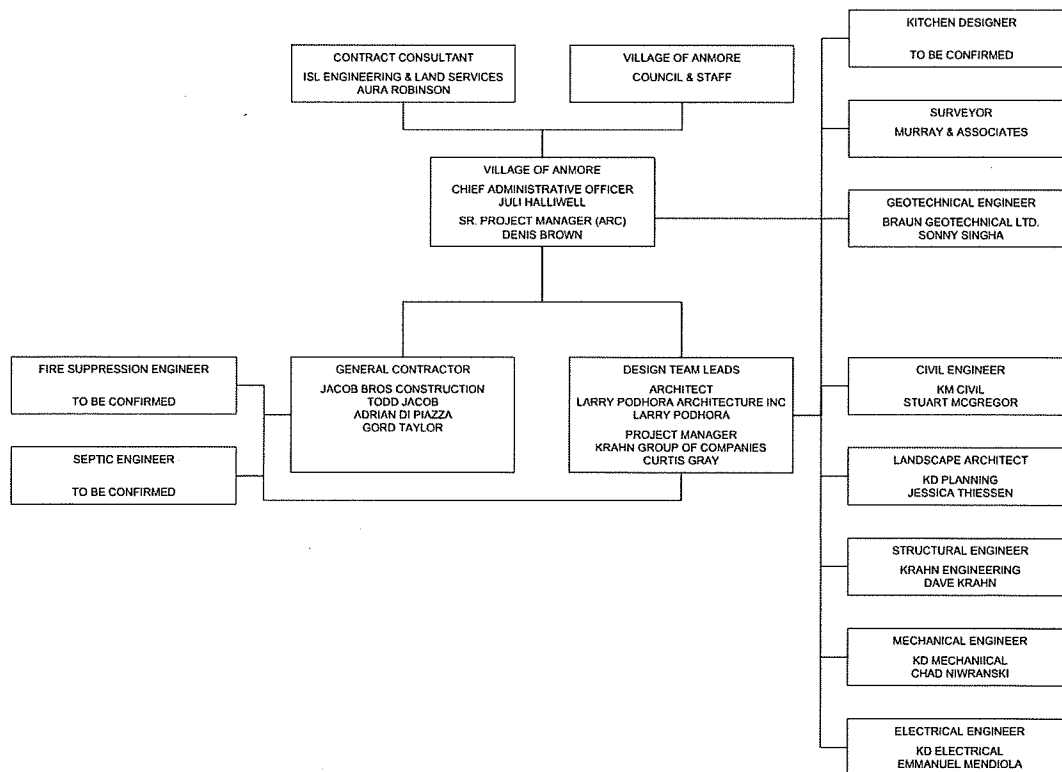 CONTRACT CONSULTANT
ISL ENGINEERING & LAND SERVICES
AURA ROBINSON
VILLAGE OF ANMORE
COUNCIL & STAFF
VILLAGE OF ANMORE
CHIEF ADMINISTRATIVE OFFICER
JULI HALLIWELL
SR. PROJECT MANAGER (ARC)
DENIS BROWN
FIRE SUPPRESSION ENGINEER
TO BE CONFIRMED
SEPTIC ENGINEER
TO BE CONFIRMED
GENERAL CONTRACTOR
JACOB BROS CONSTRUCTION
TODD JACOB
ADRIAN DI PIAZZA
GORD TAYLOR
DESIGN TEAM LEADS
ARCHITECT
LARRY PODHORA ARCHITECTURE INC
LARRY PODHORA
PROJECT MANAGER
KRAHN GROUP OF COMPANIES
CURTIS GRAY
KITCHEN DESIGNER
TO BE CONFIRMED
SURVEYOR
MURRAY & ASSOCIATES
GEOTECHNICAL ENGINEER
BRAUN GEOTECHNICAL LTD.
SONNY SINGHA
CIVIL ENGINEER
KM CIVIL
STUART MCGREGOR
LANDSCAPE ARCHITECT
KD PLANNING
JESSICA THIESSEN
STRUCTURAL ENGINEER
KRAHN ENGINEERING
DAVE KRAHN
MECHANICAL ENGINEER
KD MECHANIICAL
CHAD NIWRANSKI
ELECTRICAL ENGINEER
KD ELECTRICAL
EMMANUEL MENDIOLA